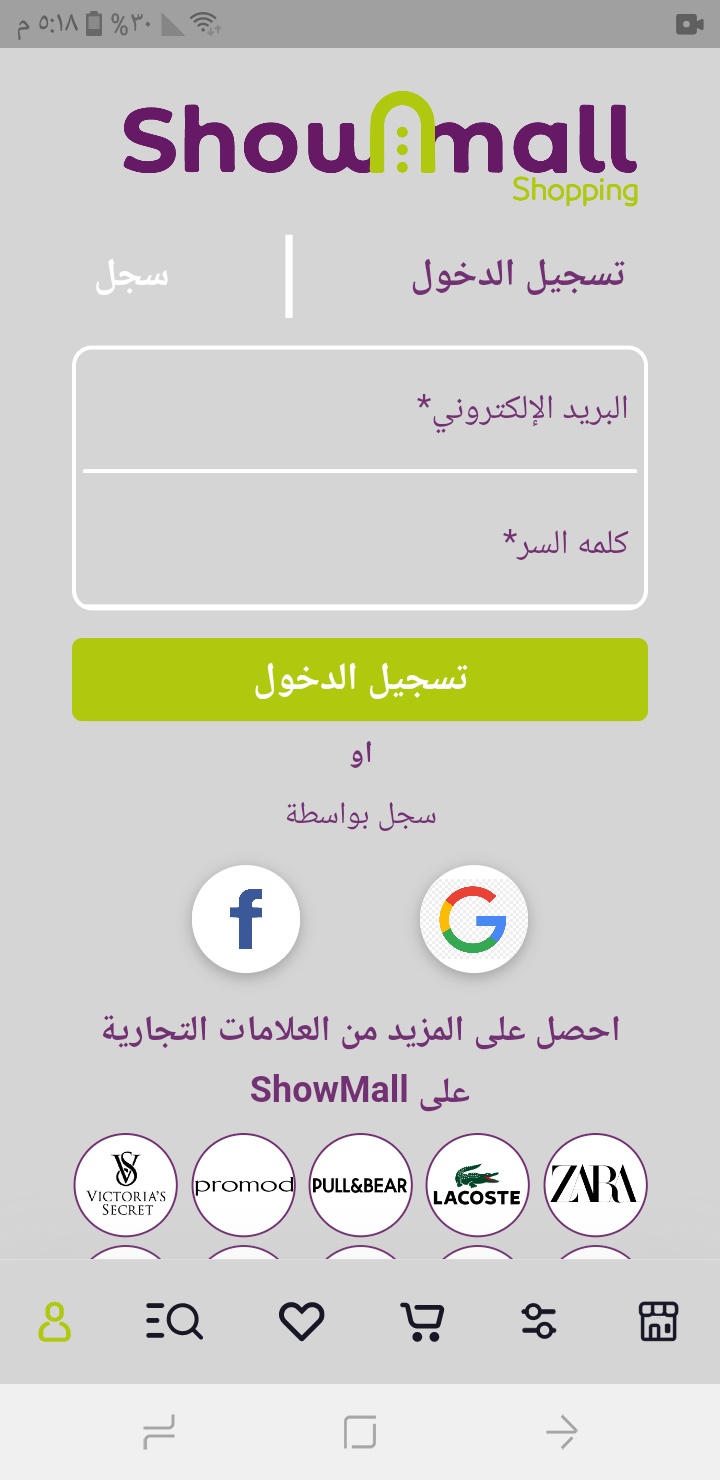 ٥:١٨ م
%٣٠
Showmall
Shopping
تسجيل الدخول
سجل
البريد الإلكتروني*
كلمه السر*
تسجيل الدخول
او
سجل بواسطة
f
G
احصل على المزيد من العلامات التجارية
على ShowMall
ZARA
LACOSTE
PULL&BEAR
promod
VS
VICTORIA'S
SECRET